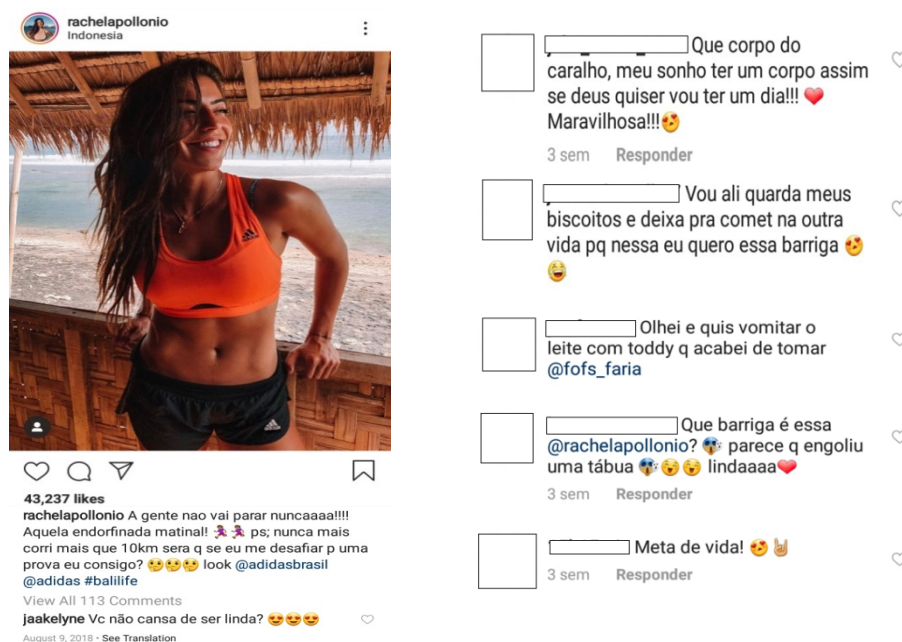 rachelapollonio
Indonesia
43,237 likes
rachelapollonio A gente nao vai parar nuncaaaa!!!!
Aquela endorfinada matinal! 🏃🏽‍♀️🏃🏽‍♀️ ps; nunca mais
corri mais que 10km sera q se eu me desafiar p uma
prova eu consigo? 🤔🤔🤔 look @adidasbrasil
@adidas #balilife
View All 113 Comments
jaakelyne Vc não cansa de ser linda? 😍😍😍
August 9, 2018 • See Translation
Que corpo do
caralho, meu sonho ter um corpo assim
se deus quiser vou ter um dia!!! ❤️
Maravilhosa!!!😍
3 sem Responder
Vou ali quarda meus
biscoitos e deixa pra comet na outra
vida pq nessa eu quero essa barriga 😍
😂
Olhei e quis vomitar o
leite com toddy q acabei de tomar
@fofs_faria
Que barriga é essa
@rachelapollonio? 😱 parece q engoliu
uma tábua 😱😲😲 lindaaaa❤️
3 sem Responder
Meta de vida! 😍🤘🏼
3 sem Responder